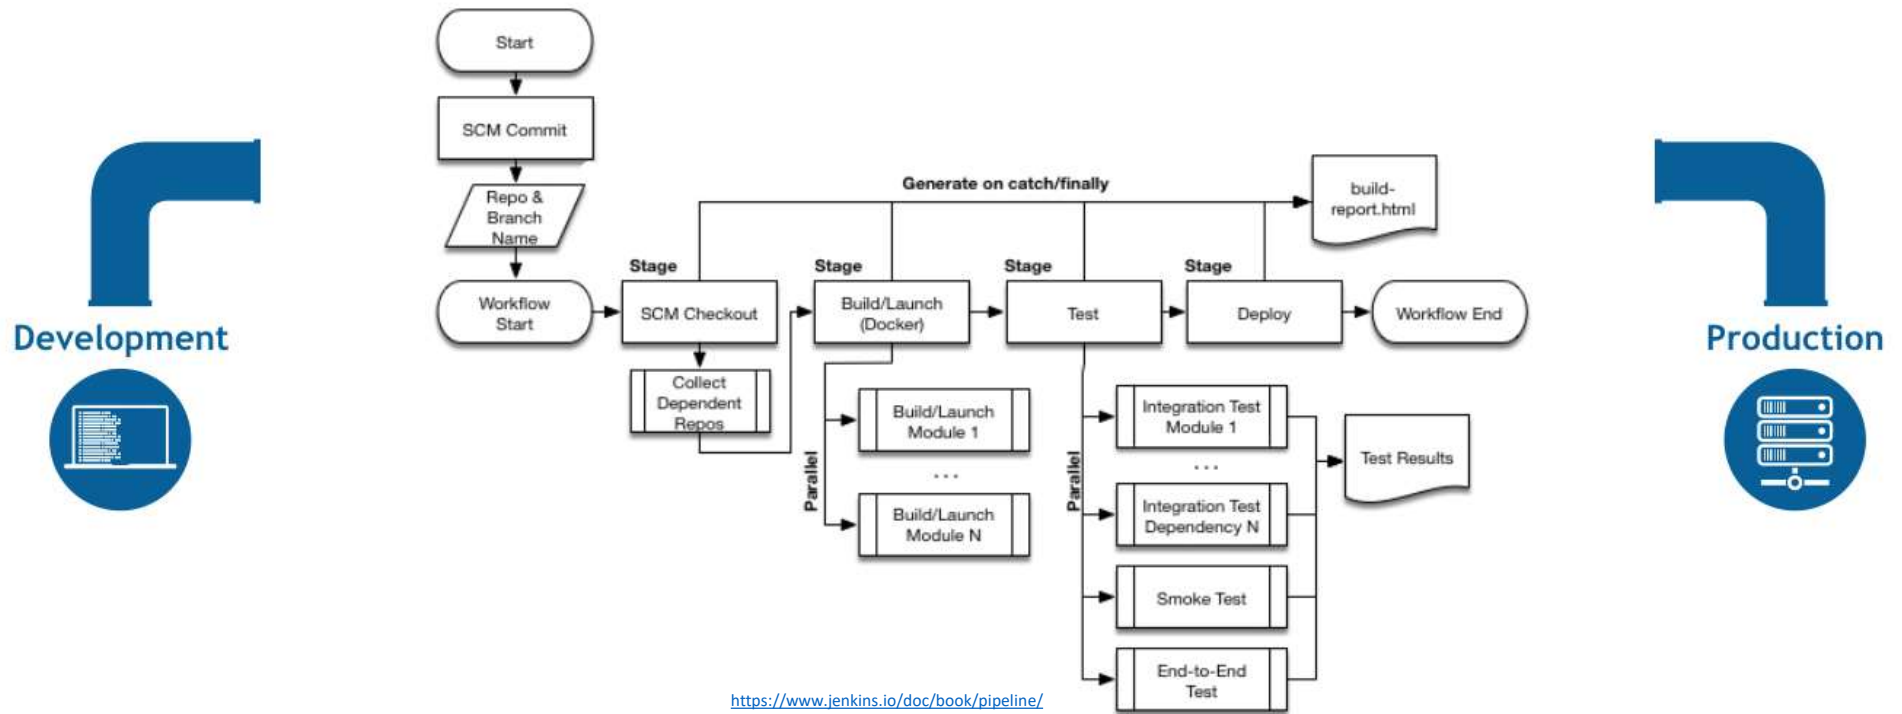 Start
SCM Commit
Repo &
Branch
Name
Generate on catch/finally
build-
report.html
Stage
Stage
Stage
Stage
Workflow
Start
SCM Checkout
Build/Launch
(Docker)
Test
Deploy
Workflow End
Development
Production
Collect
Dependent
Repos
Parallel
Build/Launch
Module 1
...
Build/Launch
Module N
Parallel
Integration Test
Module 1
...
Integration Test
Dependency N
Smoke Test
End-to-End
Test
Test Results
https://www.jenkins.io/doc/book/pipeline/